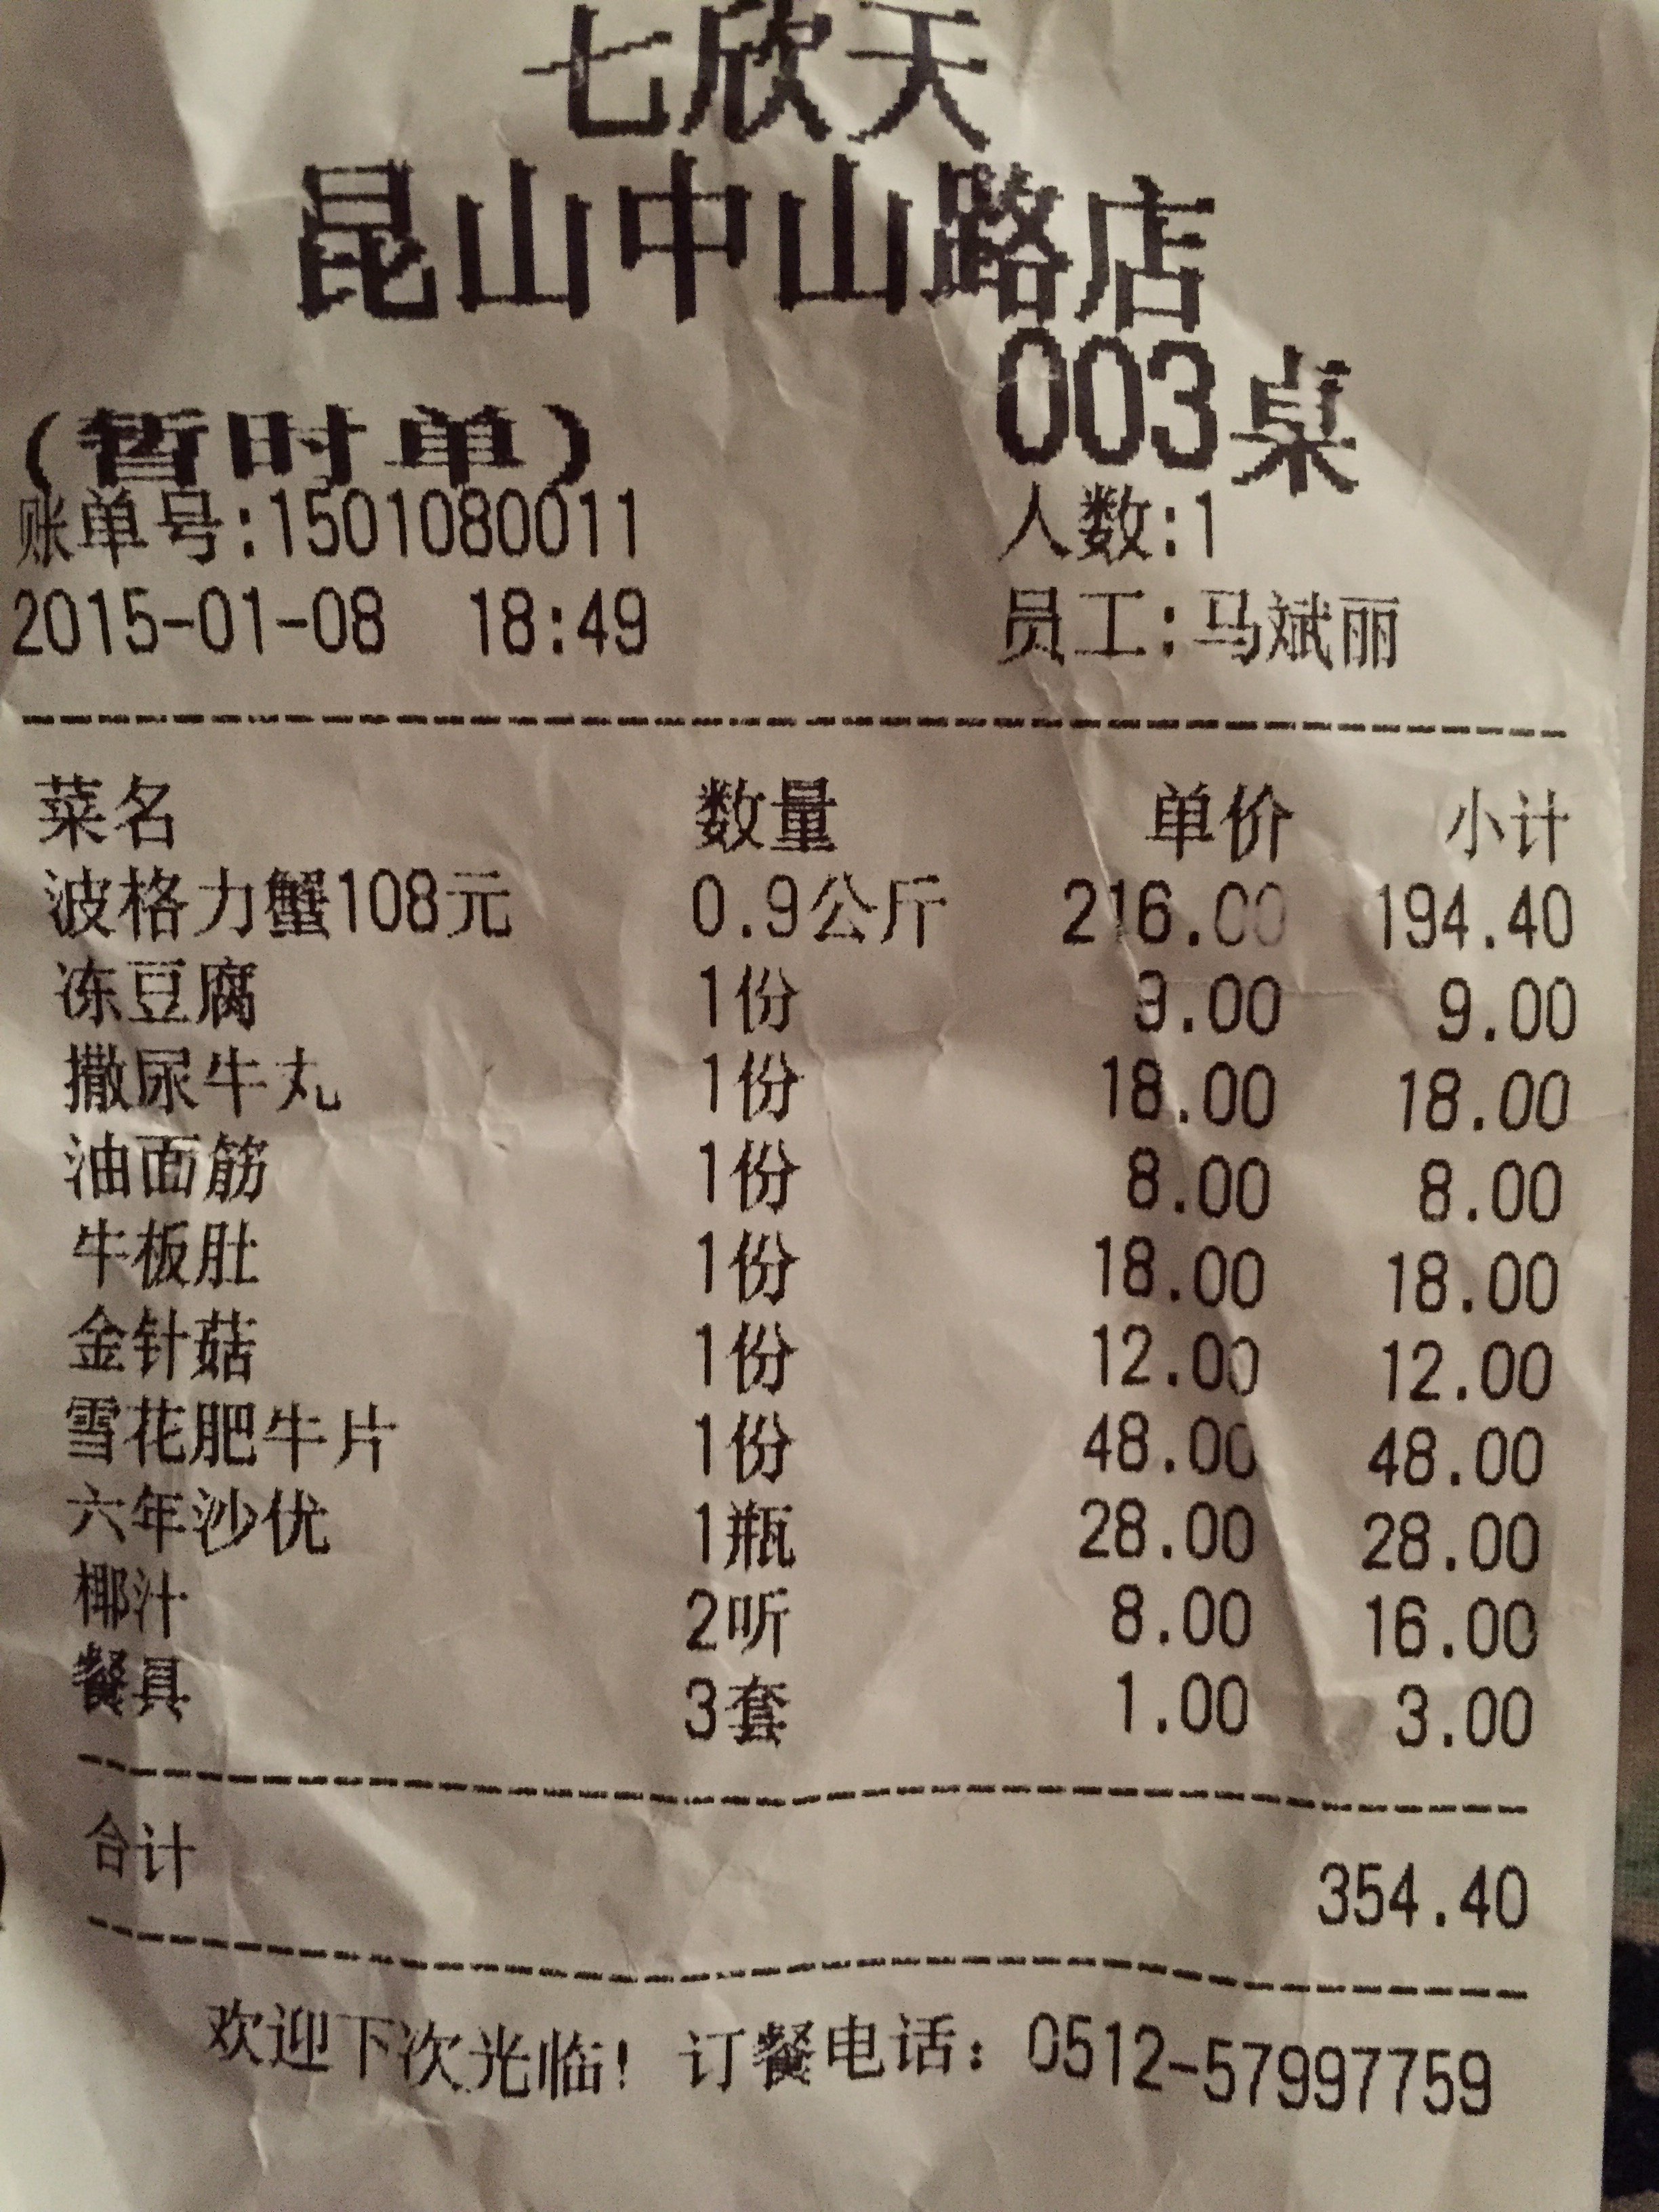 七欣天
昆山中山路店
003桌
(暂时单)
账单号:1501080011 人数:1
2015-01-08 18:49 员工:马斌丽
菜名 数量 单价 小计
波格力蟹108元 0.9公斤 216.00 194.40
冻豆腐 1份 9.00 9.00
撒尿牛丸 1份 18.00 18.00
油面筋 1份 8.00 8.00
牛板肚 1份 18.00 18.00
金针菇 1份 12.00 12.00
雪花肥牛片 1份 48.00 48.00
六年沙优 1瓶 28.00 28.00
椰汁 2听 8.00 16.00
餐具 3套 1.00 3.00
合计 354.40
欢迎下次光临! 订餐电话: 0512-57997759